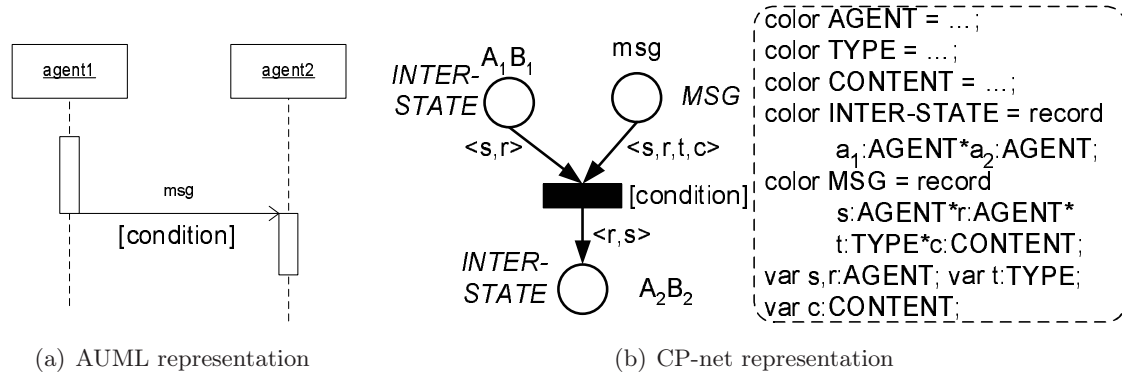 agent1
agent2
msg
[condition]
(a) AUML representation
A1B1
INTER-
STATE
msg
MSG
<s,r>
<s,r,t,c>
[condition]
<r,s>
INTER-
STATE
A2B2
color AGENT = ...;
color TYPE = ...;
color CONTENT = ...;
color INTER-STATE = record
a1:AGENT*a2:AGENT;
color MSG = record
s:AGENT*r:AGENT*
t:TYPE*c:CONTENT;
var s,r:AGENT; var t:TYPE;
var c:CONTENT;
(b) CP-net representation